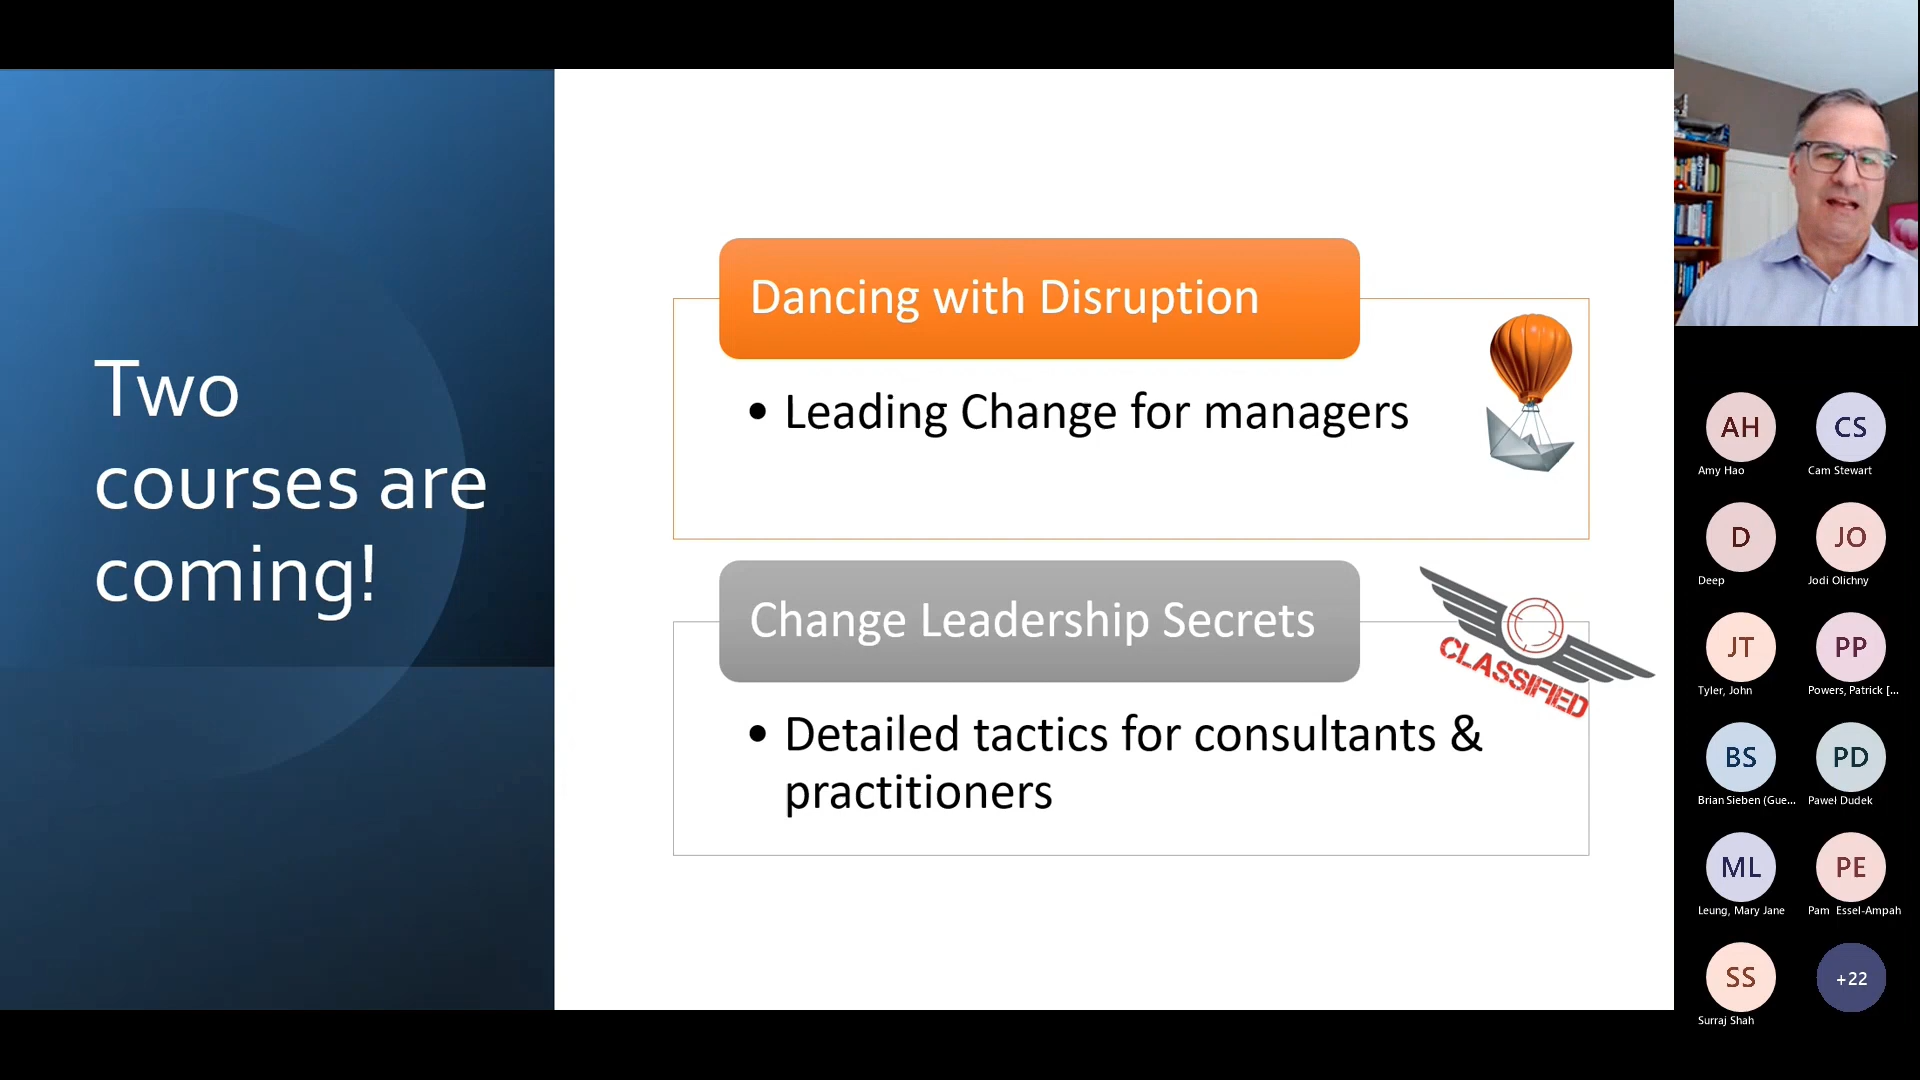 Two
courses are
coming!
Dancing with Disruption
• Leading Change for managers
Change Leadership Secrets
CLASSIFIED
• Detailed tactics for consultants &
practitioners
AH
Amy Hao
CS
Cam Stewart
D
Deep
JO
Jodi Olichny
JT
Tyler, John
PP
Powers, Patrick [...
BS
Brian Sieben (Gue...
PD
Paweł Dudek
ML
Leung, Mary Jane
PE
Pam Essel-Ampah
SS
Surraj Shah
+22